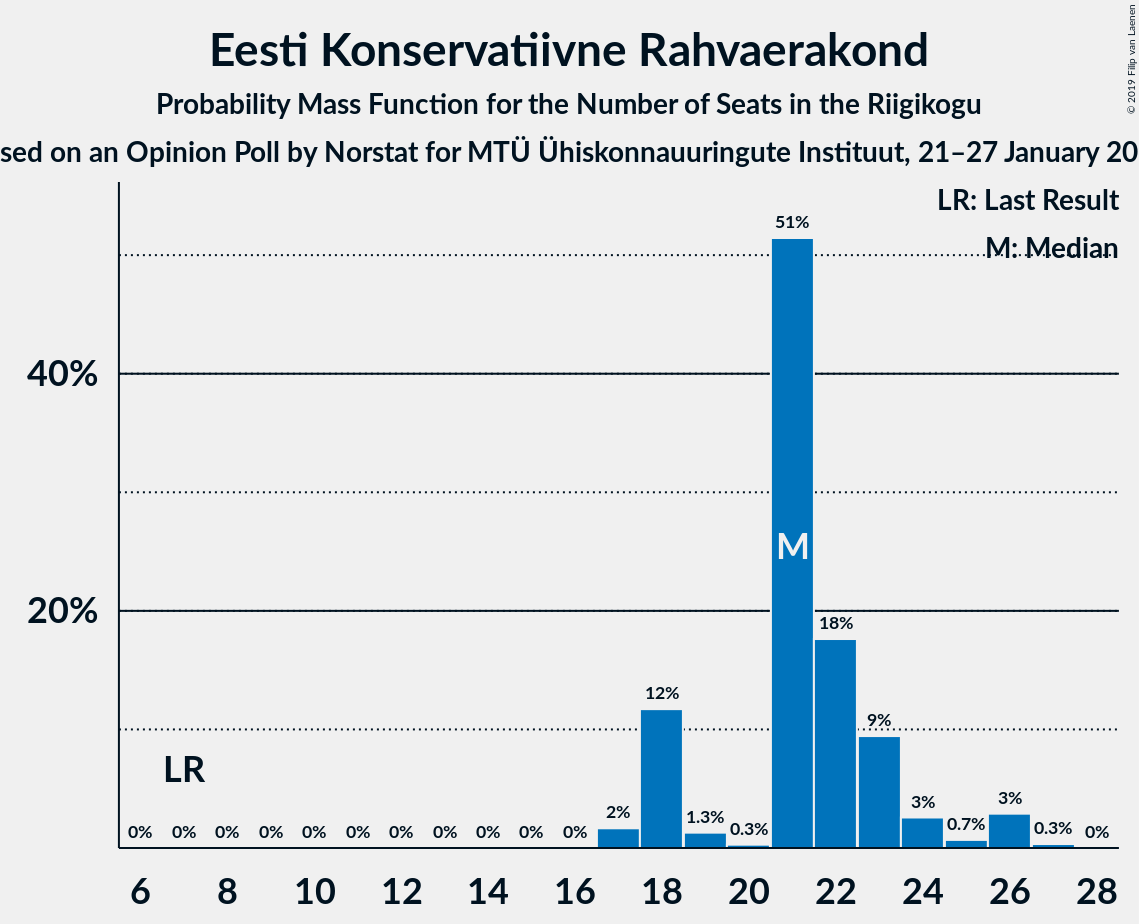 Eesti Konservatiivne Rahvaerakond
Probability Mass Function for the Number of Seats in the Riigikogu
sed on an Opinion Poll by Norstat for MTÜ Ühiskonnauuringute Instituut, 21–27 January 20
© 2019 Filip van Laenen
LR: Last Result
M: Median
51%
40%
M
20%
18%
12%
9%
LR
3%
3%
2%
1.3%
0.7%
0.3%
0.3%
0% 0% 0% 0% 0% 0% 0% 0% 0% 0% 0% 0%
6 8 10 12 14 16 18 20 22 24 26 28